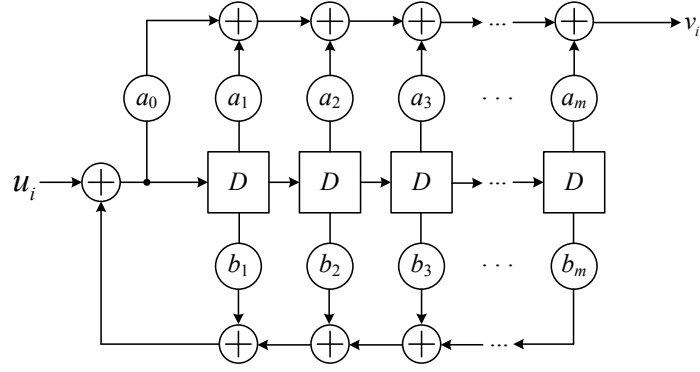 ... v_i
a_0 a_1 a_2 a_3 ... a_m
u_i D D D ... D
b_1 b_2 b_3 ... b_m
...